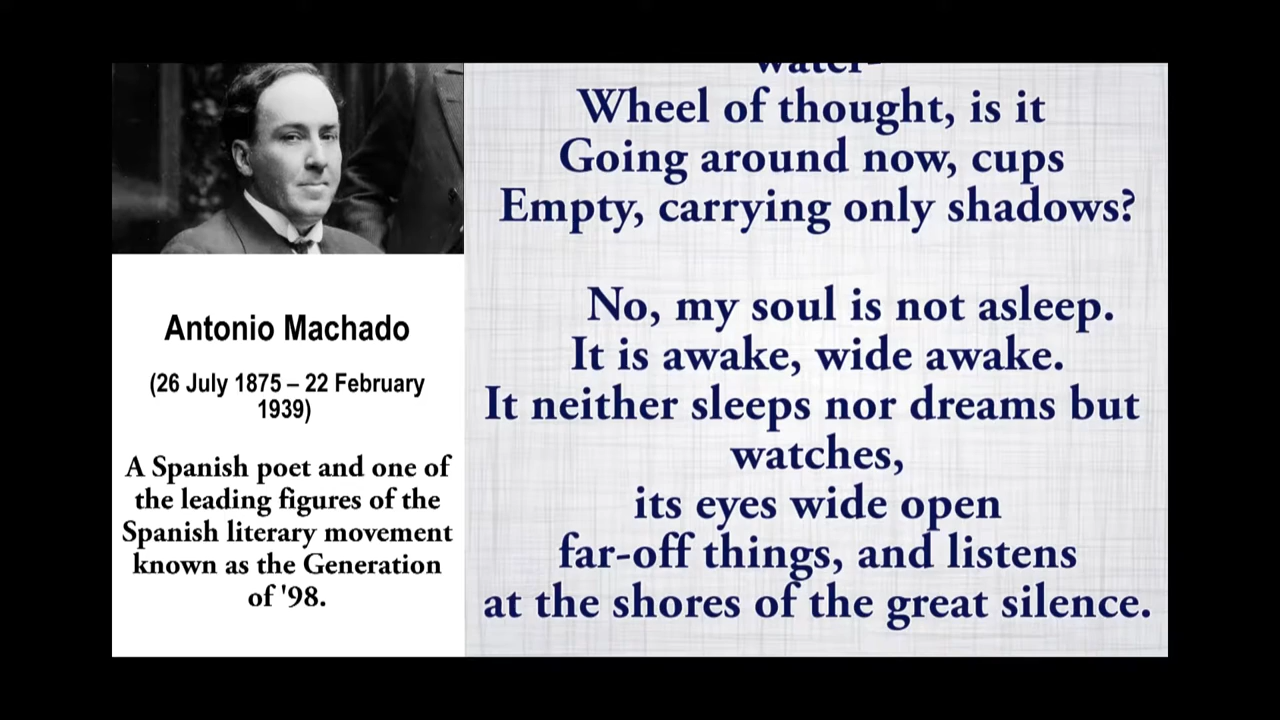 Antonio Machado
(26 July 1875 – 22 February
1939)
A Spanish poet and one of
the leading figures of the
Spanish literary movement
known as the Generation
of '98.
water-
Wheel of thought, is it
Going around now, cups
Empty, carrying only shadows?
No, my soul is not asleep.
It is awake, wide awake.
It neither sleeps nor dreams but
watches,
its eyes wide open
far-off things, and listens
at the shores of the great silence.